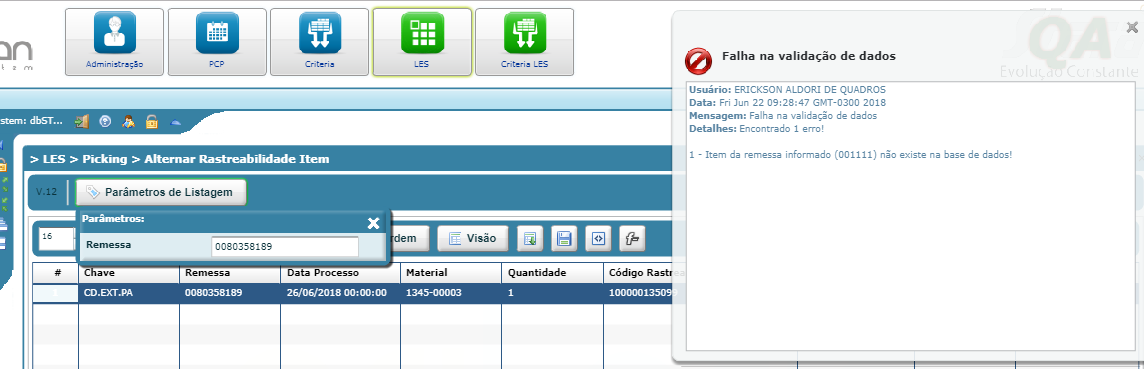 an
tam
Administração
PCP
Criteria
LES
Criteria LES
QA
Evolução Constante
Falha na validação de dados
Usuário: ERICKSON ALDORI DE QUADROS
Data: Fri Jun 22 09:28:47 GMT-0300 2018
Mensagem: Falha na validação de dados
Detalhes: Encontrado 1 erro!
1 - Item da remessa informado (001111) não existe na base de dados!
stem: dbST...
> LES > Picking > Alternar Rastreabilidade Item
V.12
Parâmetros de Listagem
Parâmetros:
Remessa
0080358189
16
rdem
Visão
# Chave Remessa Data Processo Material Quantidade Código Rastrea
CD.EXT.PA 0080358189 26/06/2018 00:00:00 1345-00003 1 100000135099